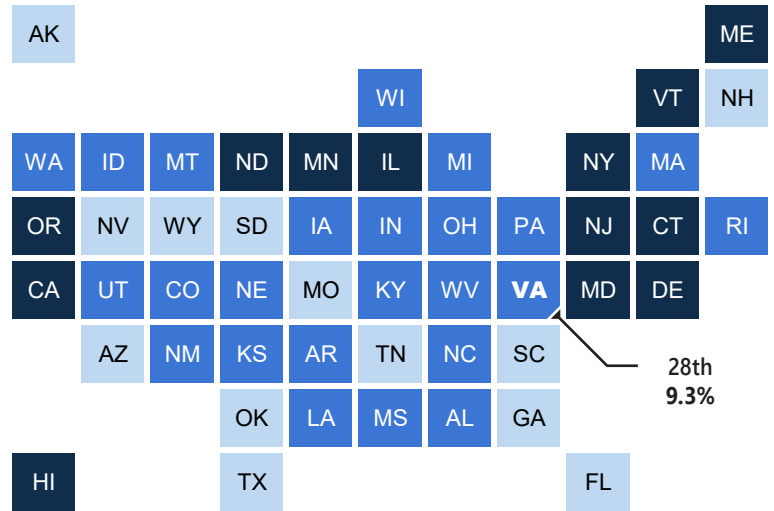 AK ME
WI VT NH
WA ID MT ND MN IL MI NY MA
OR NV WY SD IA IN OH PA NJ CT RI
CA UT CO NE MO KY WV VA MD DE
AZ NM KS AR TN NC SC
28th
9.3%
OK LA MS AL GA
HI TX FL